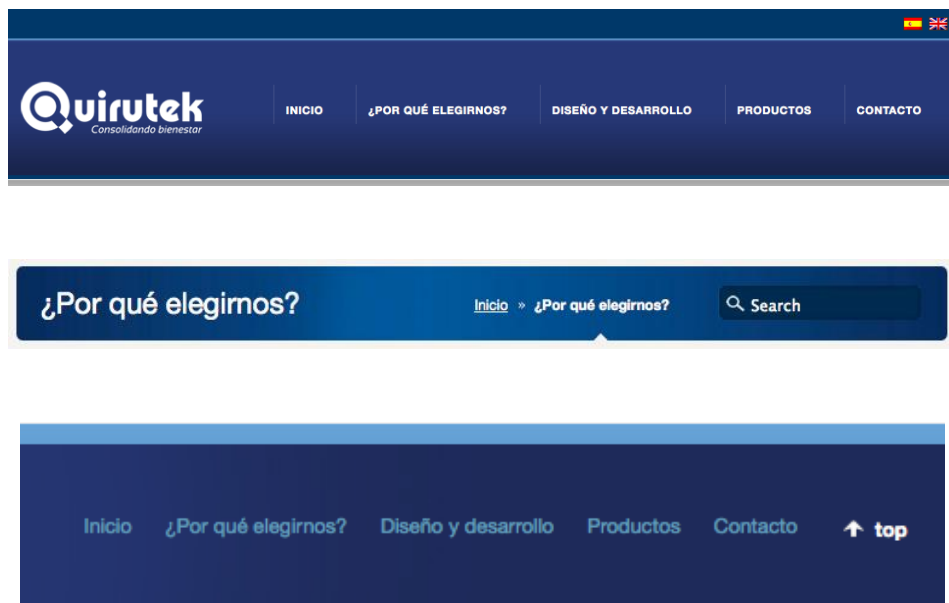 Quirutek
Consolidando bienestar
INICIO ¿POR QUÉ ELEGIRNOS? DISEÑO Y DESARROLLO PRODUCTOS CONTACTO
¿Por qué elegirnos? Inicio » ¿Por qué elegirnos? Search
Inicio ¿Por qué elegirnos? Diseño y desarrollo Productos Contacto top